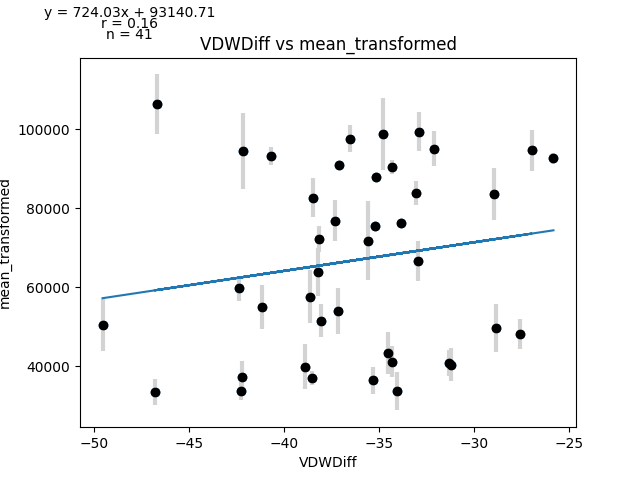 y = 724.03x + 93140.71
r = 0.16
n = 41
VDWDiff vs mean_transformed
mean_transformed
100000
80000
60000
40000
−50
−45
−40
−35
−30
−25
VDWDiff